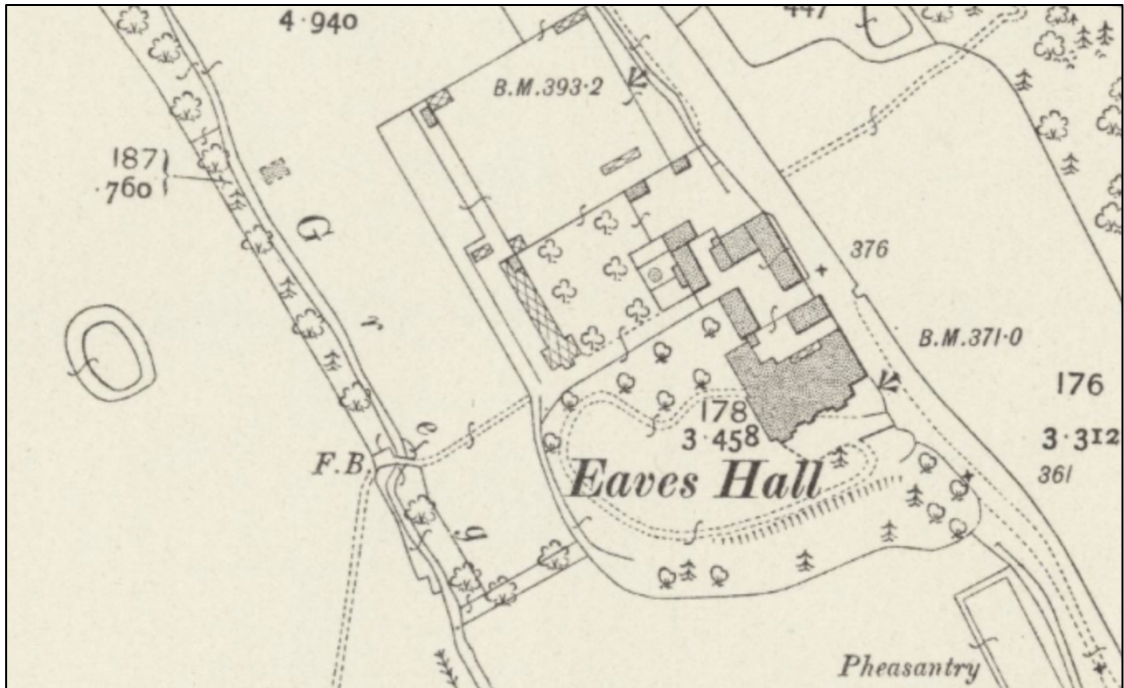 4·940
447
B.M.393·2
187
·760
G
r
e
g
376
B.M.371·0
176
3·312
178
3·458
F.B.
Eaves Hall
361
Pheasantry